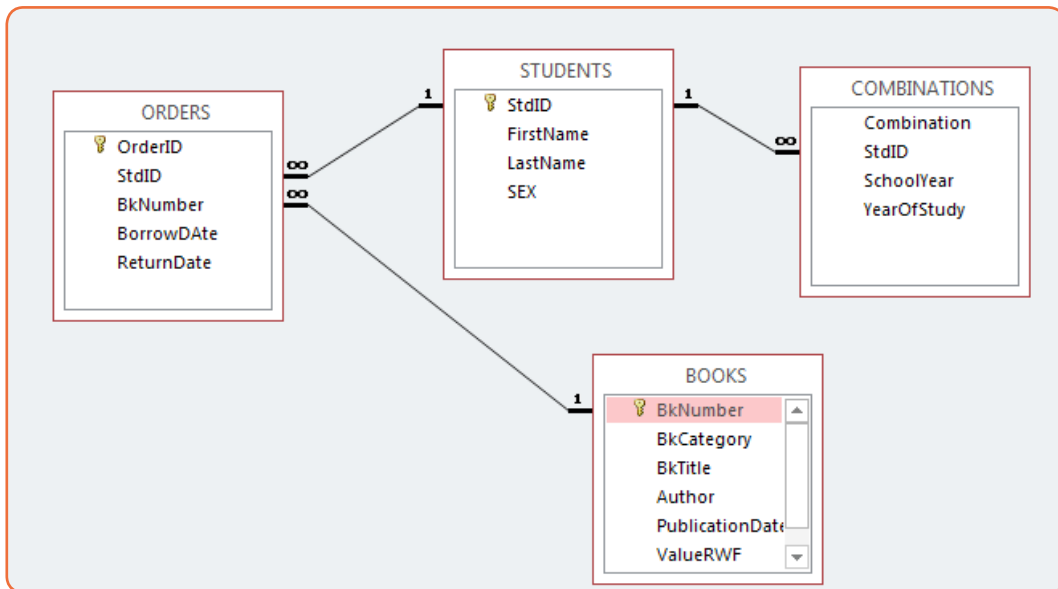 ORDERS
OrderID
StdID
BkNumber
BorrowDAte
ReturnDate
1
∞
∞
STUDENTS
StdID
FirstName
LastName
SEX
1
∞
COMBINATIONS
Combination
StdID
SchoolYear
YearOfStudy
1
BOOKS
BkNumber
BkCategory
BkTitle
Author
PublicationDate
ValueRWF